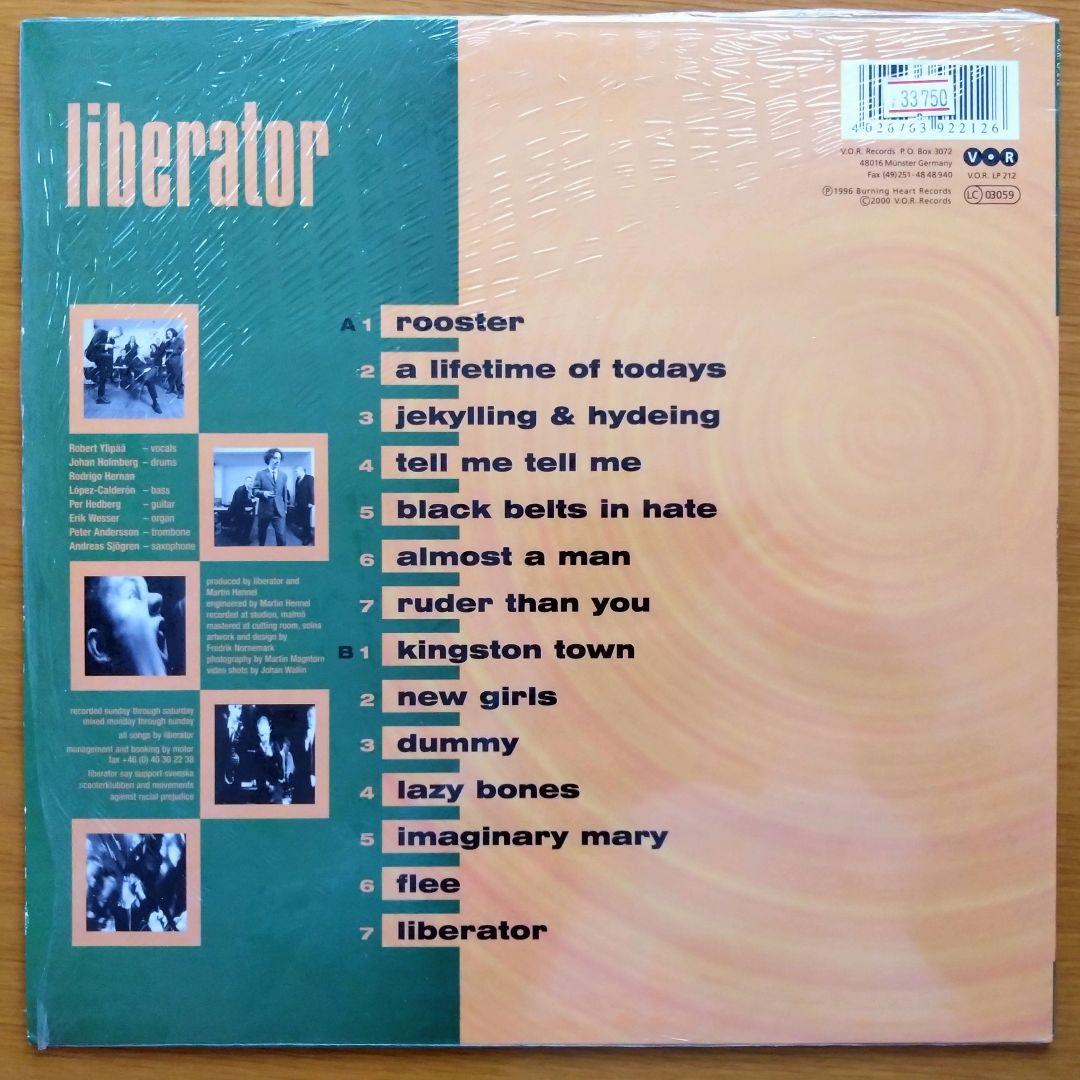 liberator
33 750
4 026763 922126
V.O.R. Records P.O. Box 3072
48016 Münster Germany
Fax (49)251-48 48 940
V.O.R
V.O.R. LP 212
Ⓟ1996 Burning Heart Records
©2000 V.O.R. Records
LC 03059
A 1 rooster
2 a lifetime of todays
3 jekylling & hydeing
4 tell me tell me
5 black belts in hate
6 almost a man
7 ruder than you
B 1 kingston town
2 new girls
3 dummy
4 lazy bones
5 imaginary mary
6 flee
7 liberator
Robert Ylipää – vocals
Johan Holmberg – drums
Rodrigo Hernan
López-Calderón – bass
Per Hedberg – guitar
Erik Wesser – organ
Peter Andersson – trombone
Andreas Sjögren – saxophone
produced by liberator and
Martin Hennel
engineered by Martin Hennel
recorded at studion, malmö
mastered at cutting room, solna
artwork and design by
Fredrik Nornemark
photography by Martin Magntorn
video shots by Johan Wallin
recorded sunday through saturday
mixed monday through sunday
all songs by liberator
management and booking by motor
fax +46 (0) 40 30 22 38
liberator say support svenska
scooterklubben and movements
against racial prejudice